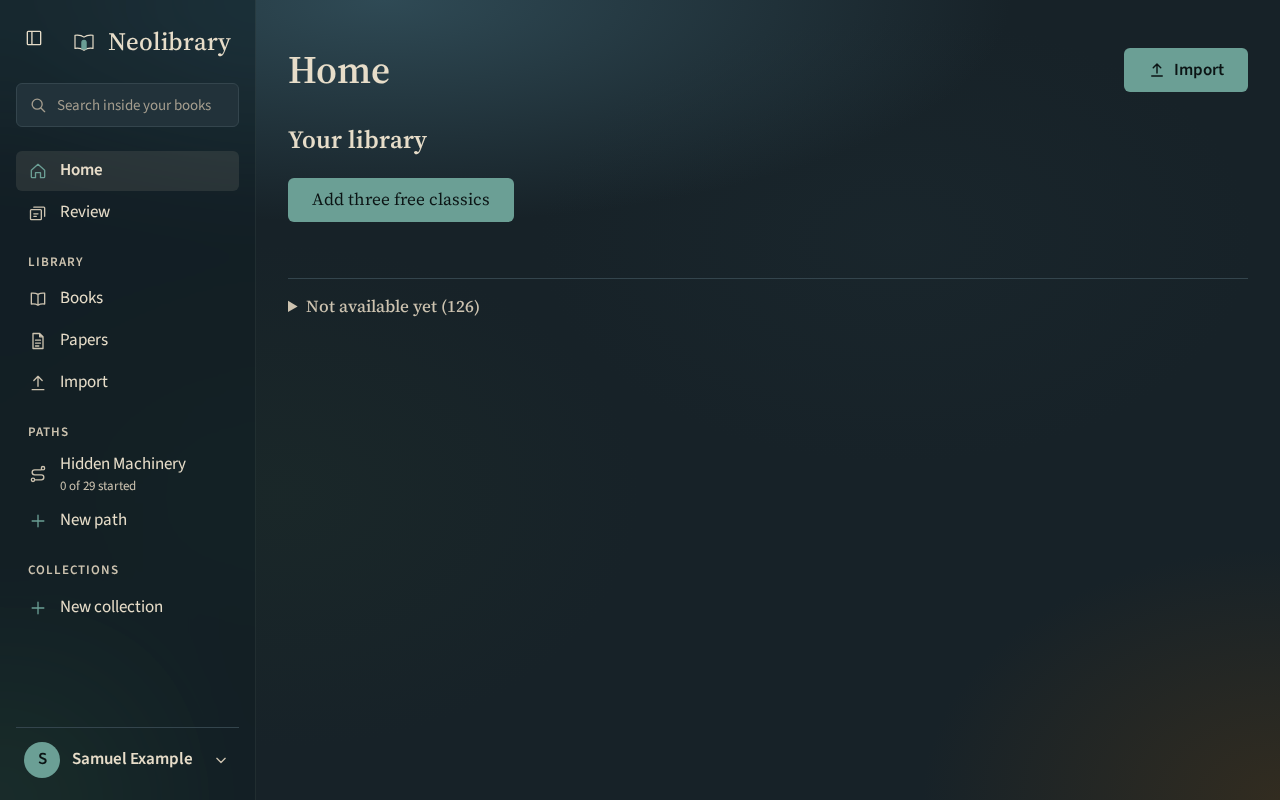 Neolibrary
Search inside your books
Home
Review
LIBRARY
Books
Papers
Import
PATHS
Hidden Machinery
0 of 29 started
New path
COLLECTIONS
New collection
S
Samuel Example
Home
Import
Your library
Add three free classics
Not available yet (126)